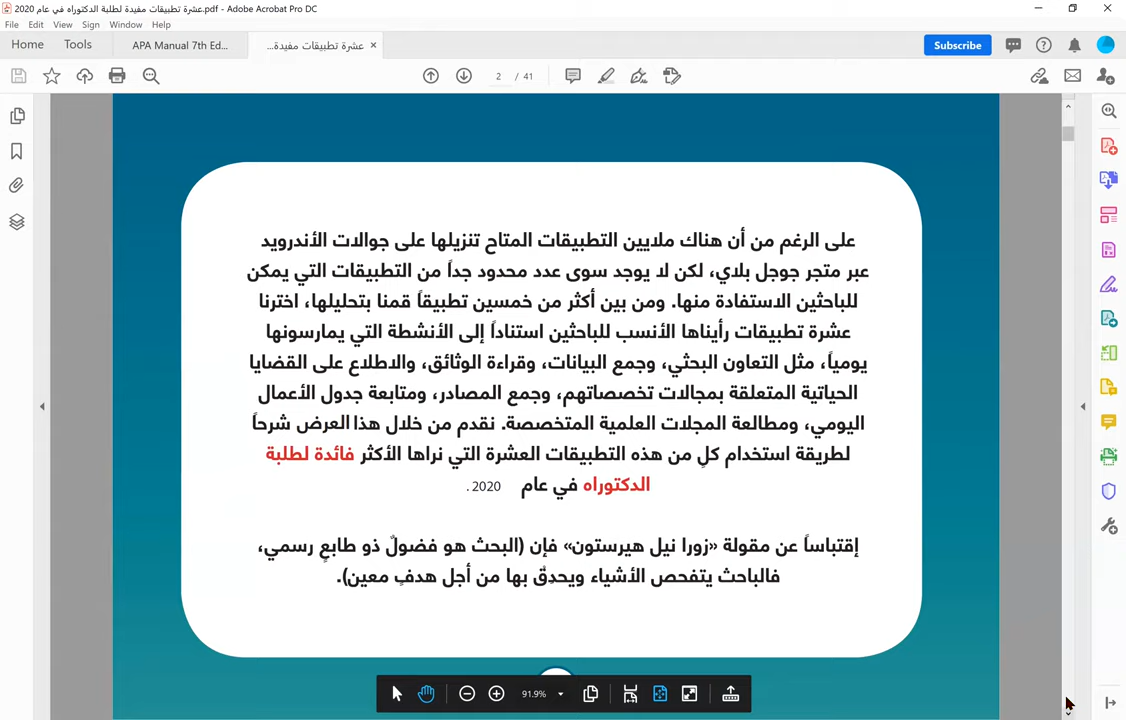 عشرة تطبيقات مفيدة لطلبة الدكتوراه في عام 2020.pdf - Adobe Acrobat Pro DC
File Edit View Sign Window Help
Home Tools APA Manual 7th Ed... عشرة تطبيقات مفيدة... × Subscribe
2 / 41
على الرغم من أن هناك ملايين التطبيقات المتاح تنزيلها على جوالات الأندرويد
عبر متجر جوجل بلاي، لكن لا يوجد سوى عدد محدود جداً من التطبيقات التي يمكن
للباحثين الاستفادة منها. ومن بين أكثر من خمسين تطبيقاً قمنا بتحليلها، اخترنا
عشرة تطبيقات رأيناها الأنسب للباحثين استناداً إلى الأنشطة التي يمارسونها
يومياً، مثل التعاون البحثي، وجمع البيانات، وقراءة الوثائق، والاطلاع على القضايا
الحياتية المتعلقة بمجالات تخصصاتهم، وجمع المصادر، ومتابعة جدول الأعمال
اليومي، ومطالعة المجلات العلمية المتخصصة. نقدم من خلال هذا العرض شرحاً
لطريقة استخدام كلٍ من هذه التطبيقات العشرة التي نراها الأكثر فائدة لطلبة
الدكتوراه في عام 2020 .
إقتباساً عن مقولة «زورا نيل هيرستون» فإن (البحث هو فضولٌ ذو طابعٍ رسمي،
فالباحث يتفحص الأشياء ويحدِق بها من أجل هدفٍ معين).
91.9%